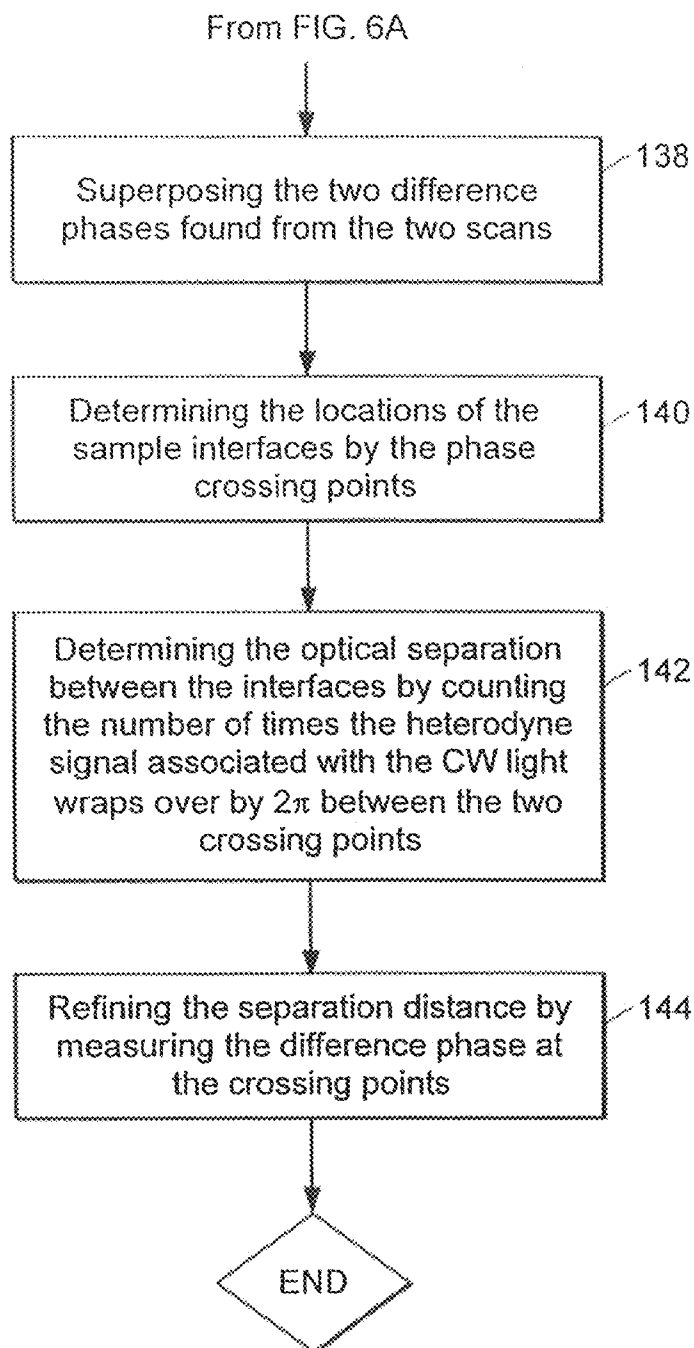 From FIG. 6A
138
Superposing the two difference
phases found from the two scans
140
Determining the locations of the
sample interfaces by the phase
crossing points
142
Determining the optical separation
between the interfaces by counting
the number of times the heterodyne
signal associated with the CW light
wraps over by 2π between the two
crossing points
144
Refining the separation distance by
measuring the difference phase at
the crossing points
END